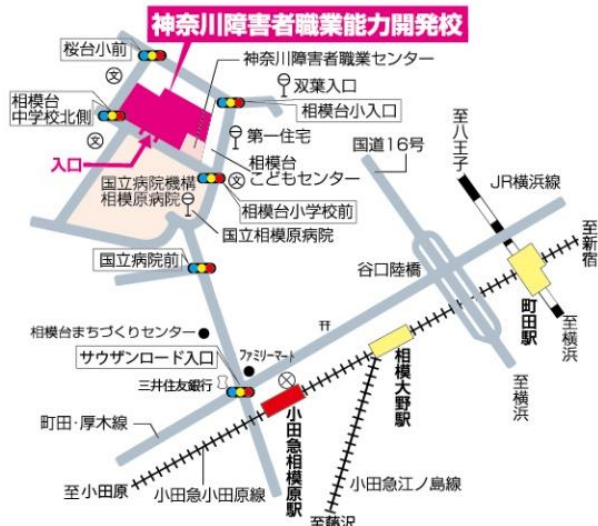 神奈川障害者職業能力開発校
桜台小前
神奈川障害者職業センター
文
双葉入口
相模台
中学校北側
相模台小入口
第一住宅
国道16号
至八王子
文
入口
相模台
こどもセンター
文
JR横浜線
国立病院機構
相模原病院
相模台小学校前
至新宿
国立相模原病院
国立病院前
谷口陸橋
町田駅
至横浜
相模台まちづくりセンター
サウザンロード入口
ファミリーマート
相模大野駅
至横浜
三井住友銀行
町田・厚木線
小田急相模原駅
至小田原
小田急小田原線
小田急江ノ島線
至藤沢